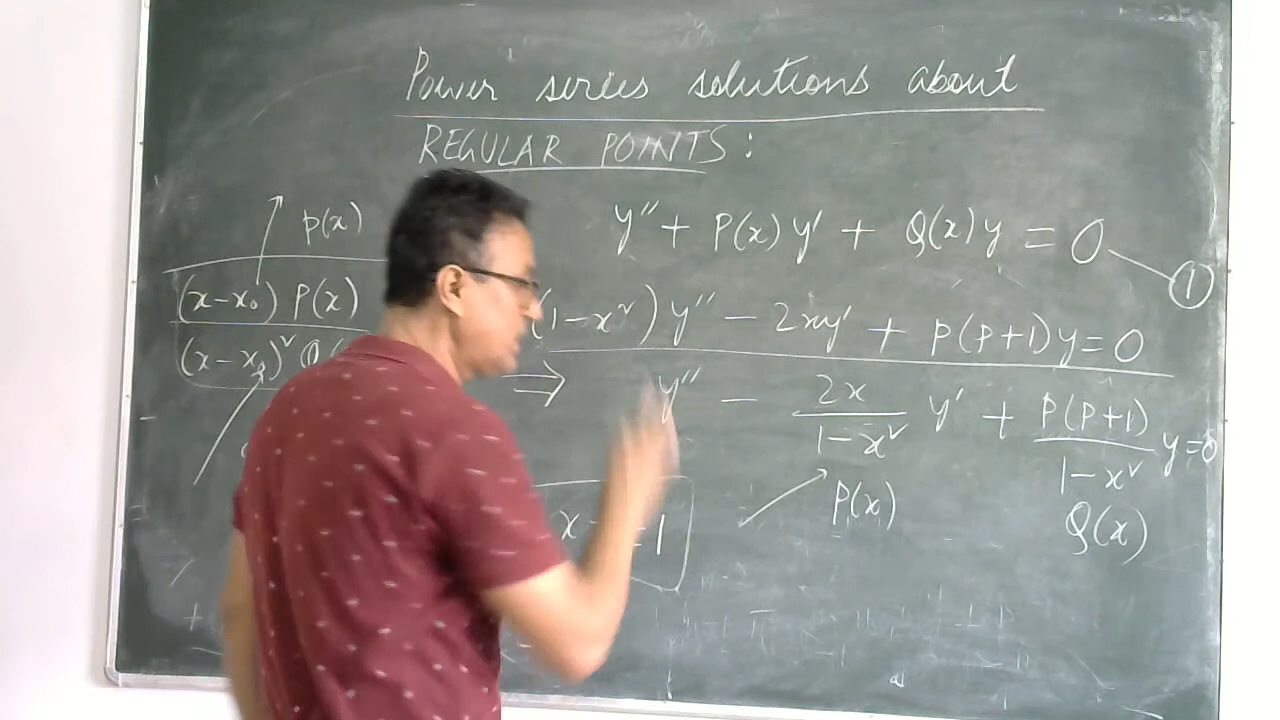 Power series solutions about
REGULAR POINTS:
p(x)
y'' + P(x)y' + Q(x)y = 0 ①
(x-x₀) P(x)
(1-x²)y'' - 2xy' + p(p+1)y=0
(x-x₀)²
⇒ y'' - 2x/(1-x²) y' + p(p+1)/(1-x²) y=0
P(x)
Q(x)